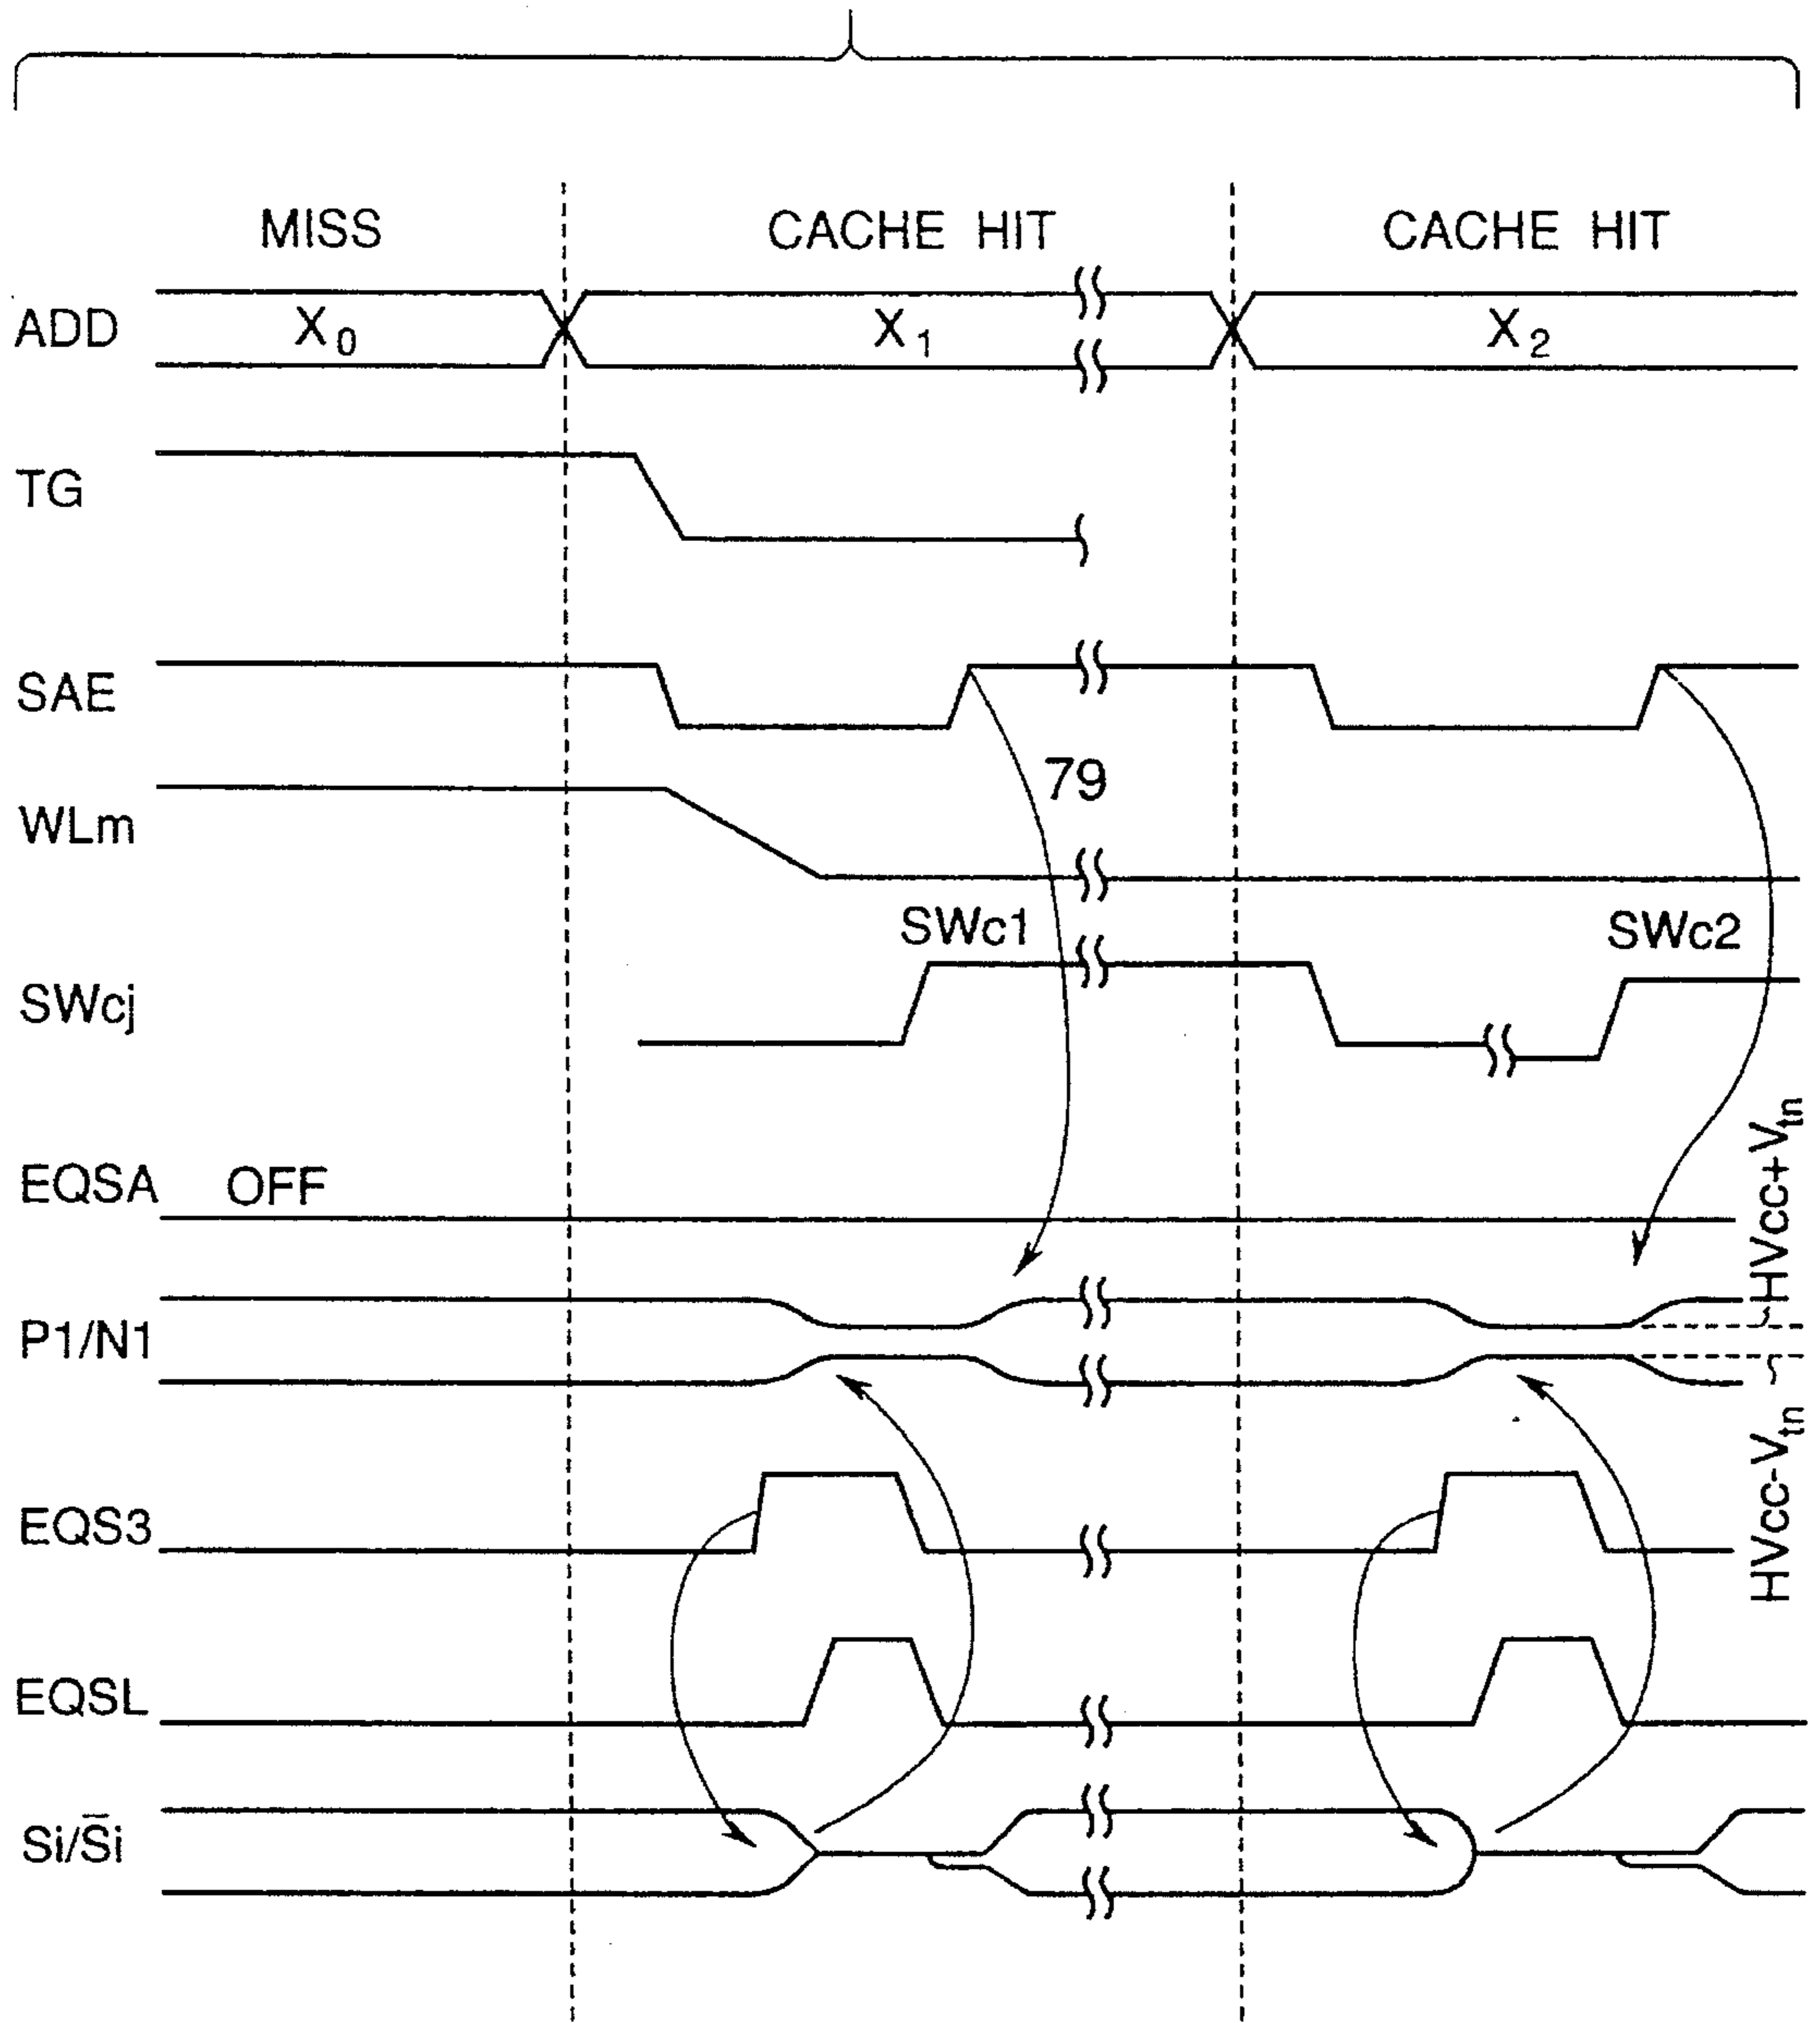 MISS CACHE HIT CACHE HIT
ADD X0 X1 X2
TG
SAE
79
WLm
SWc1 SWc2
SWcj
EQSA OFF
HVcc+Vtn
P1/N1
HVcc-Vtn
EQS3
EQSL
Si/S̅i